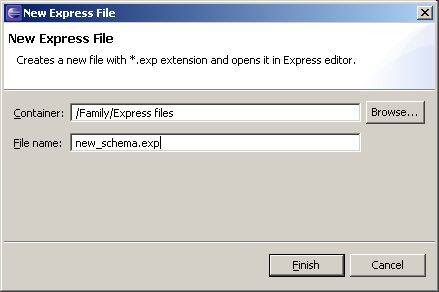 New Express File
New Express File
Creates a new file with *.exp extension and opens it in Express editor.
Container: /Family/Express files Browse...
File name: new_schema.exp
Finish Cancel